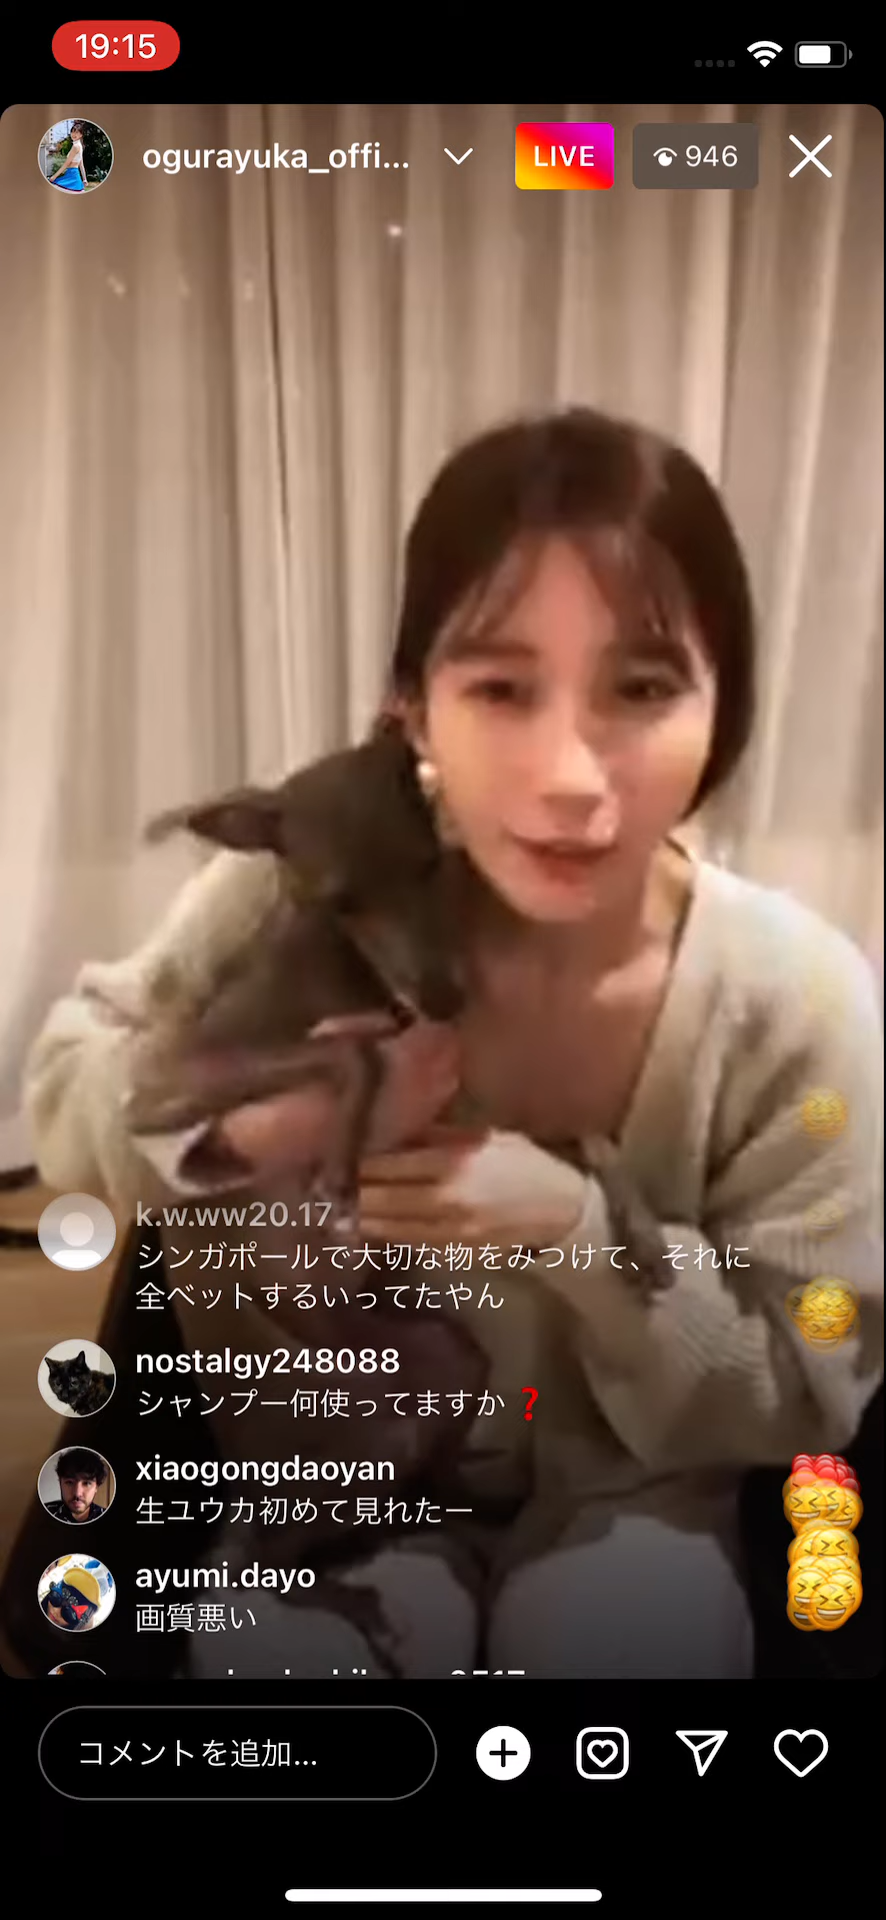 19:15
ogurayuka_offi...
LIVE
946
k.w.ww20.17
シンガポールで大切な物をみつけて、それに
全ベットするいってたやん
nostalgy248088
シャンプー何使ってますか❓
xiaogongdaoyan
生ユウカ初めて見れたー
ayumi.dayo
画質悪い
コメントを追加...